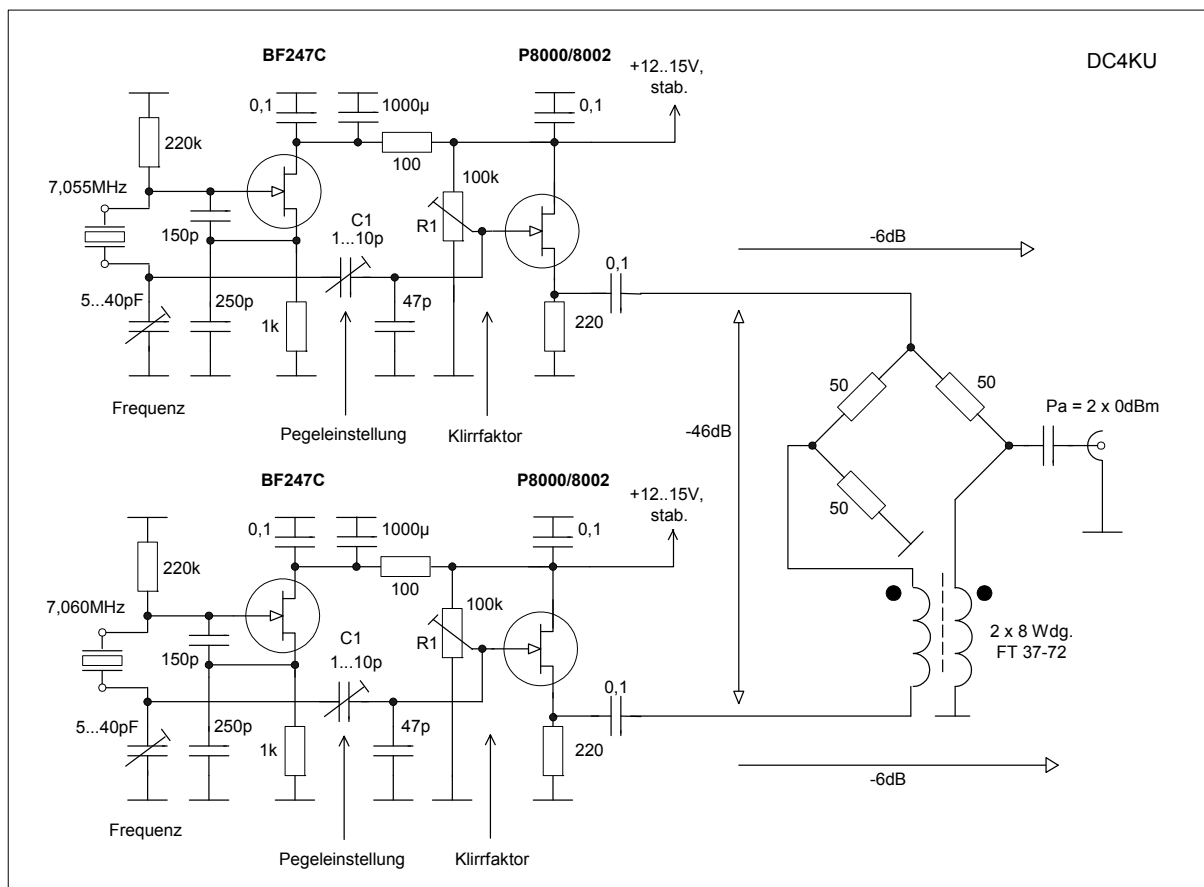 BF247C
P8000/8002
DC4KU
+12..15V,
stab.
0,1
1000µ
0,1
220k
100
7,055MHz
100k
150p
C1
1...10p
R1
-6dB
0,1
5...40pF
250p
1k
47p
220
50
50
Frequenz
Pa = 2 x 0dBm
Pegeleinstellung
Klirrfaktor
-46dB
BF247C
P8000/8002
+12..15V,
stab.
50
0,1
1000µ
0,1
220k
100
7,060MHz
100k
150p
C1
1...10p
R1
2 x 8 Wdg.
FT 37-72
0,1
5...40pF
250p
1k
47p
220
-6dB
Frequenz
Pegeleinstellung
Klirrfaktor